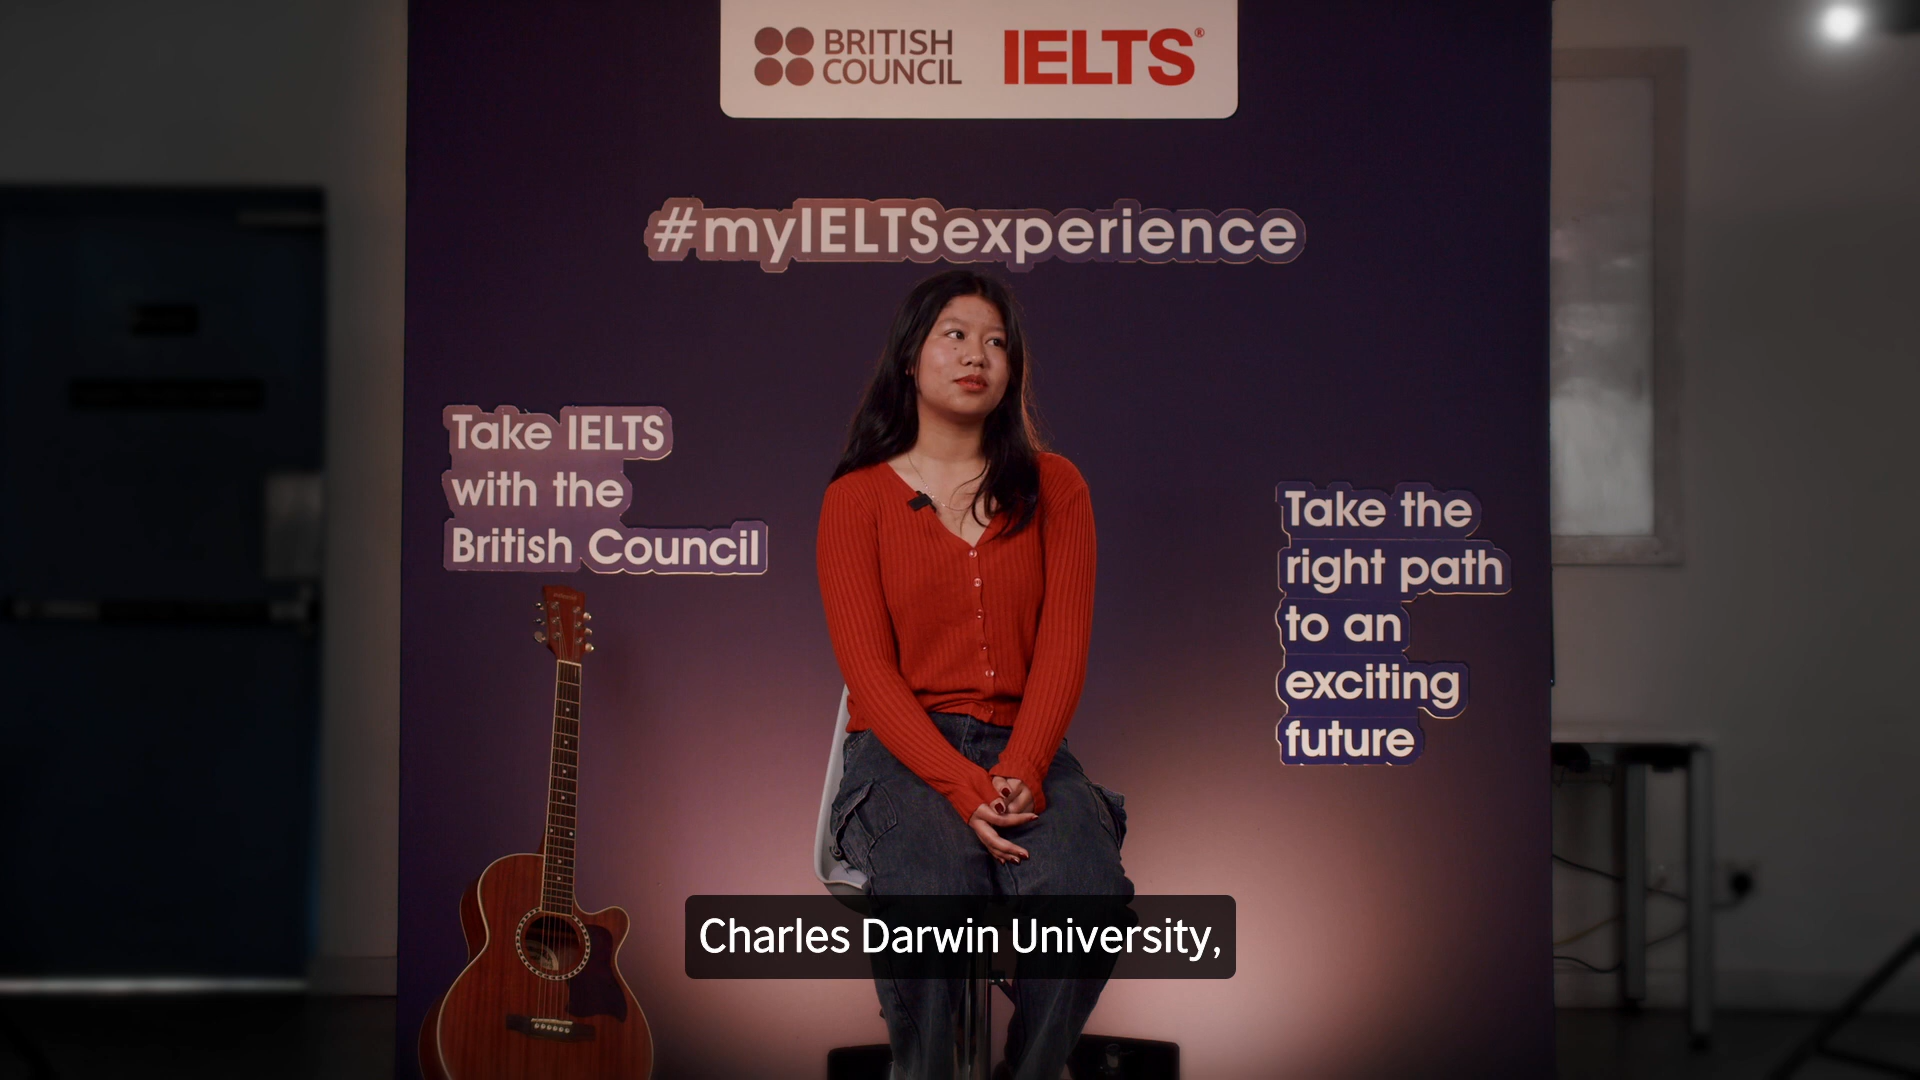 BRITISH
COUNCIL
IELTS®
#myIELTSexperience
Take IELTS
with the
British Council
Take the
right path
to an
exciting
future
Charles Darwin University,